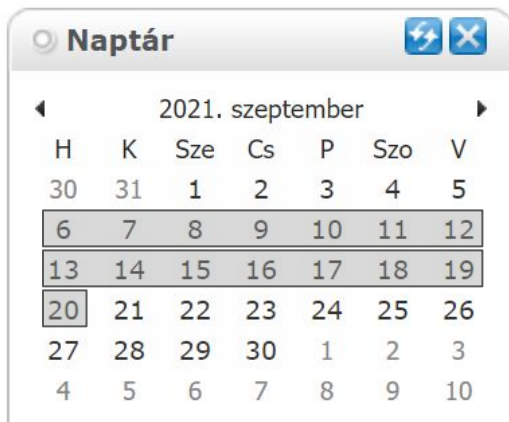 Naptár
2021. szeptember
H K Sze Cs P Szo V
30 31 1 2 3 4 5
6 7 8 9 10 11 12
13 14 15 16 17 18 19
20 21 22 23 24 25 26
27 28 29 30 1 2 3
4 5 6 7 8 9 10